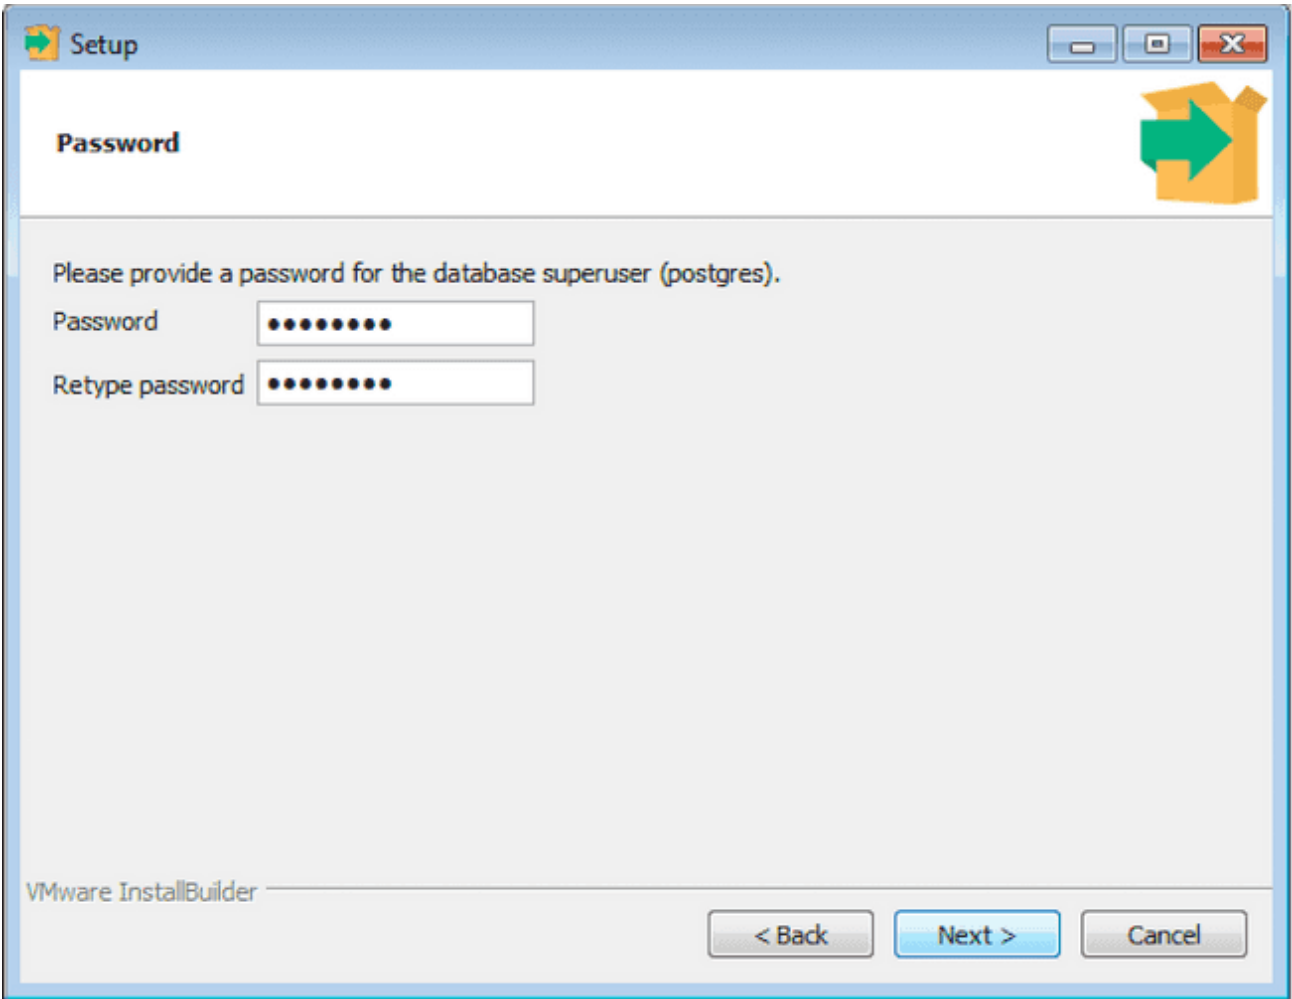 Setup
Password
Please provide a password for the database superuser (postgres).
Password ••••••••
Retype password ••••••••
VMware InstallBuilder
< Back Next > Cancel